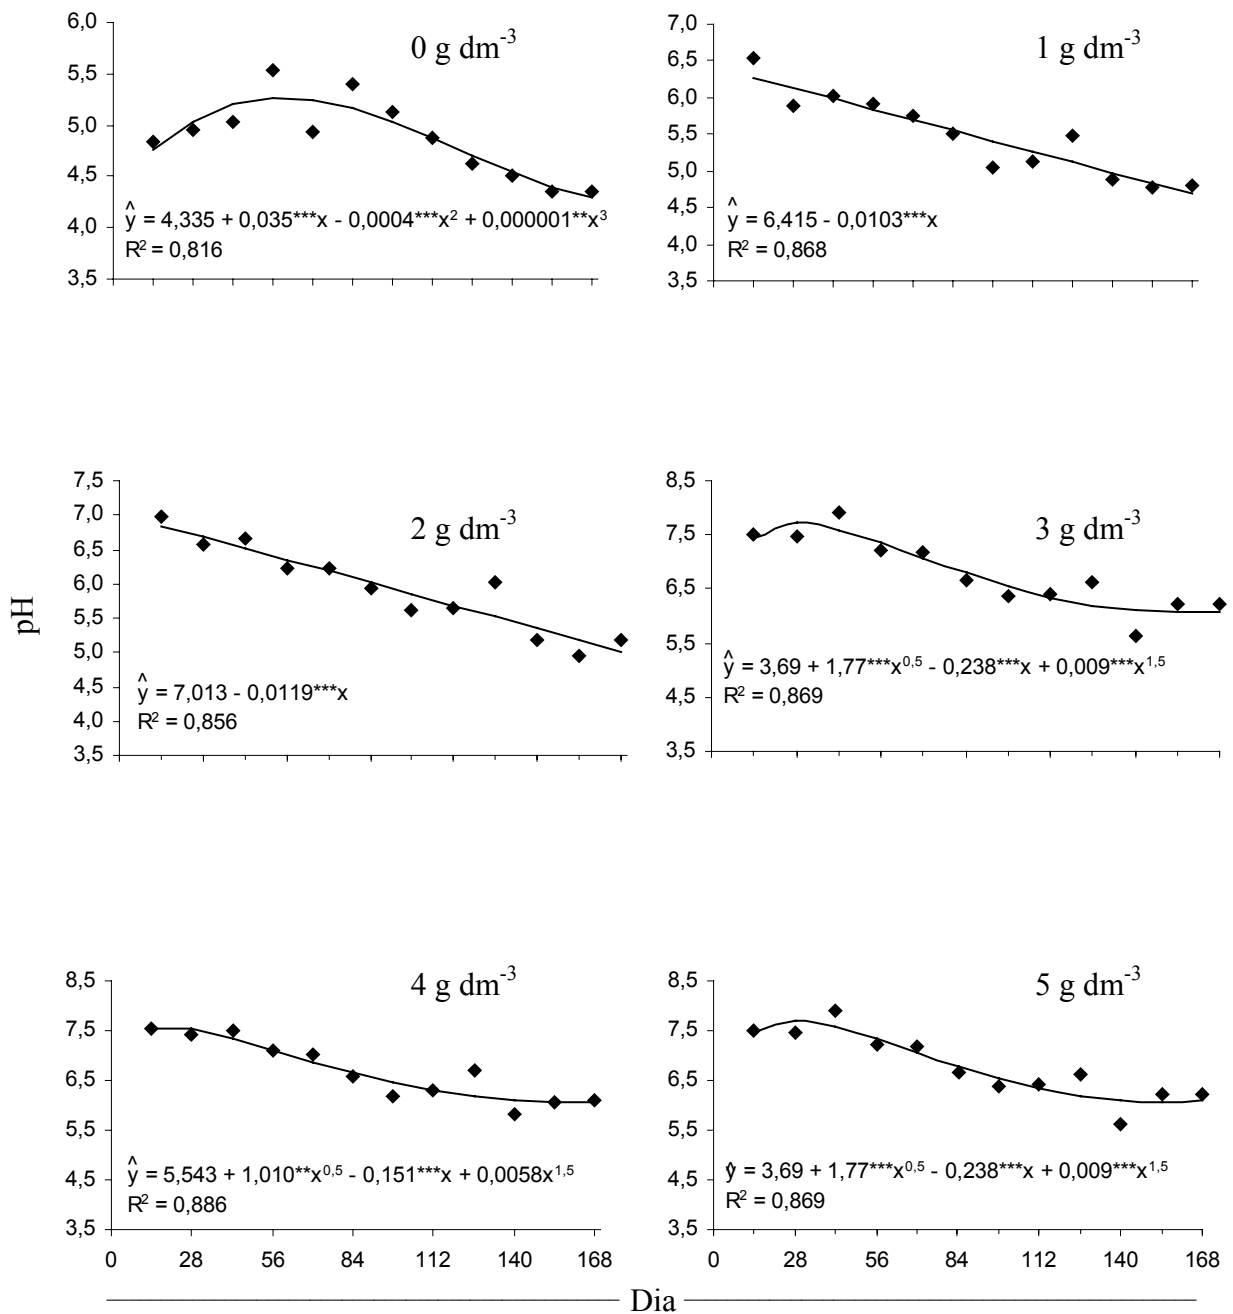 0 g dm-3
6,0
5,5
5,0
4,5
4,0
3,5
ŷ = 4,335 + 0,035***x - 0,0004***x2 + 0,000001**x3
R2 = 0,816
1 g dm-3
7,0
6,5
6,0
5,5
5,0
4,5
4,0
3,5
ŷ = 6,415 - 0,0103***x
R2 = 0,868
pH
2 g dm-3
7,5
7,0
6,5
6,0
5,5
5,0
4,5
4,0
3,5
ŷ = 7,013 - 0,0119***x
R2 = 0,856
3 g dm-3
8,5
7,5
6,5
5,5
4,5
3,5
ŷ = 3,69 + 1,77***x0,5 - 0,238***x + 0,009***x1,5
R2 = 0,869
4 g dm-3
8,5
7,5
6,5
5,5
4,5
3,5
ŷ = 5,543 + 1,010**x0,5 - 0,151***x + 0,0058x1,5
R2 = 0,886
0 28 56 84 112 140 168
5 g dm-3
8,5
7,5
6,5
5,5
4,5
3,5
ŷ = 3,69 + 1,77***x0,5 - 0,238***x + 0,009***x1,5
R2 = 0,869
0 28 56 84 112 140 168
Dia